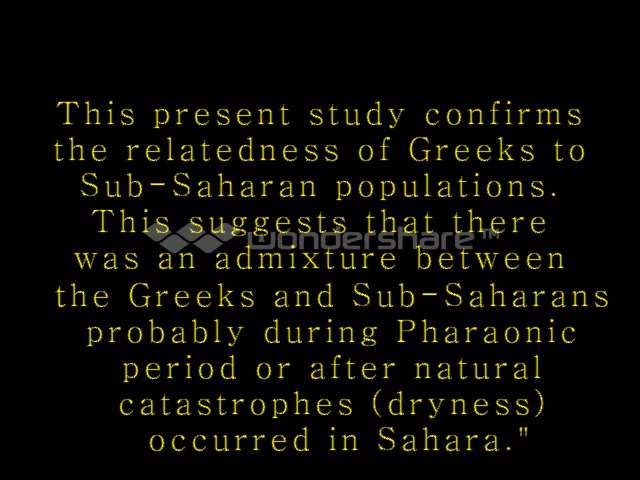 This present study confirms
the relatedness of Greeks to
Sub-Saharan populations.
This suggests that there
wondershare™
was an admixture between
the Greeks and Sub-Saharans
probably during Pharaonic
period or after natural
catastrophes (dryness)
occurred in Sahara."